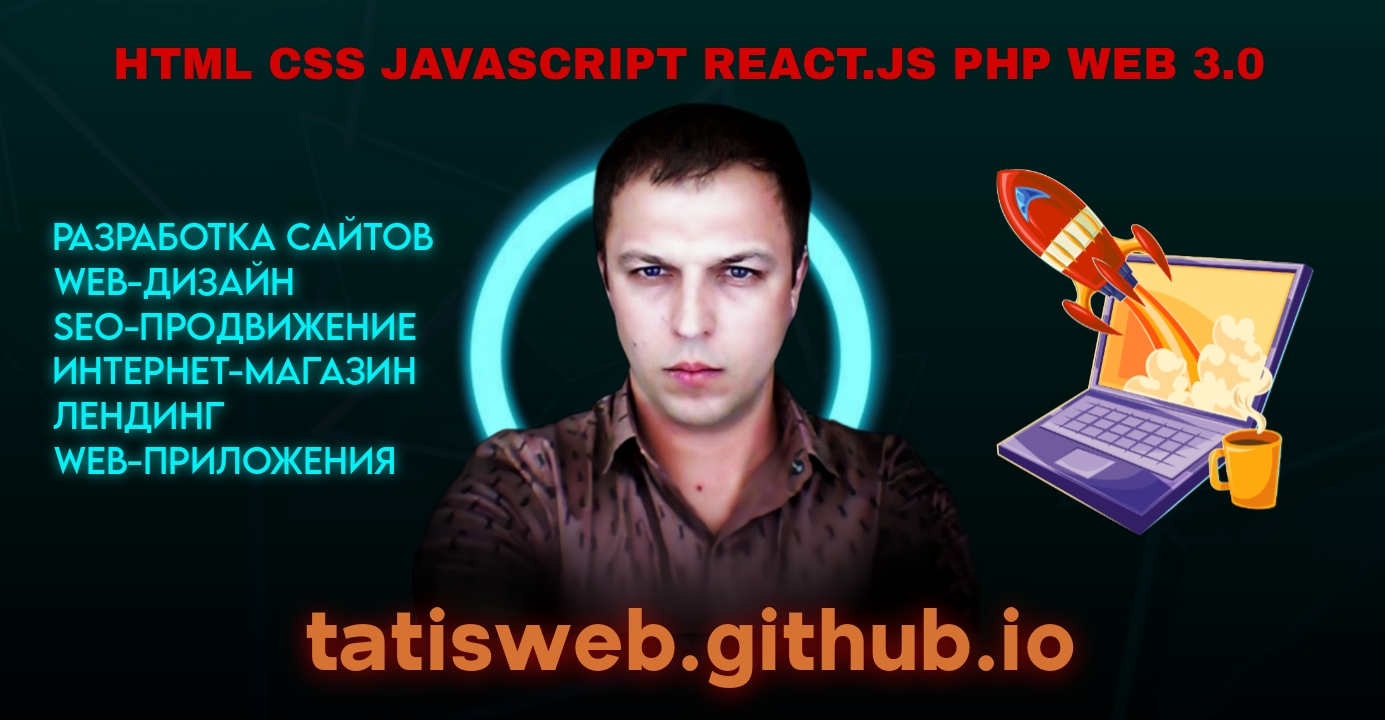 HTML CSS JAVASCRIPT REACT.JS PHP WEB 3.0
РАЗРАБОТКА САЙТОВ
WEB-ДИЗАЙН
SEO-ПРОДВИЖЕНИЕ
ИНТЕРНЕТ-МАГАЗИН
ЛЕНДИНГ
WEB-ПРИЛОЖЕНИЯ
tatisweb.github.io